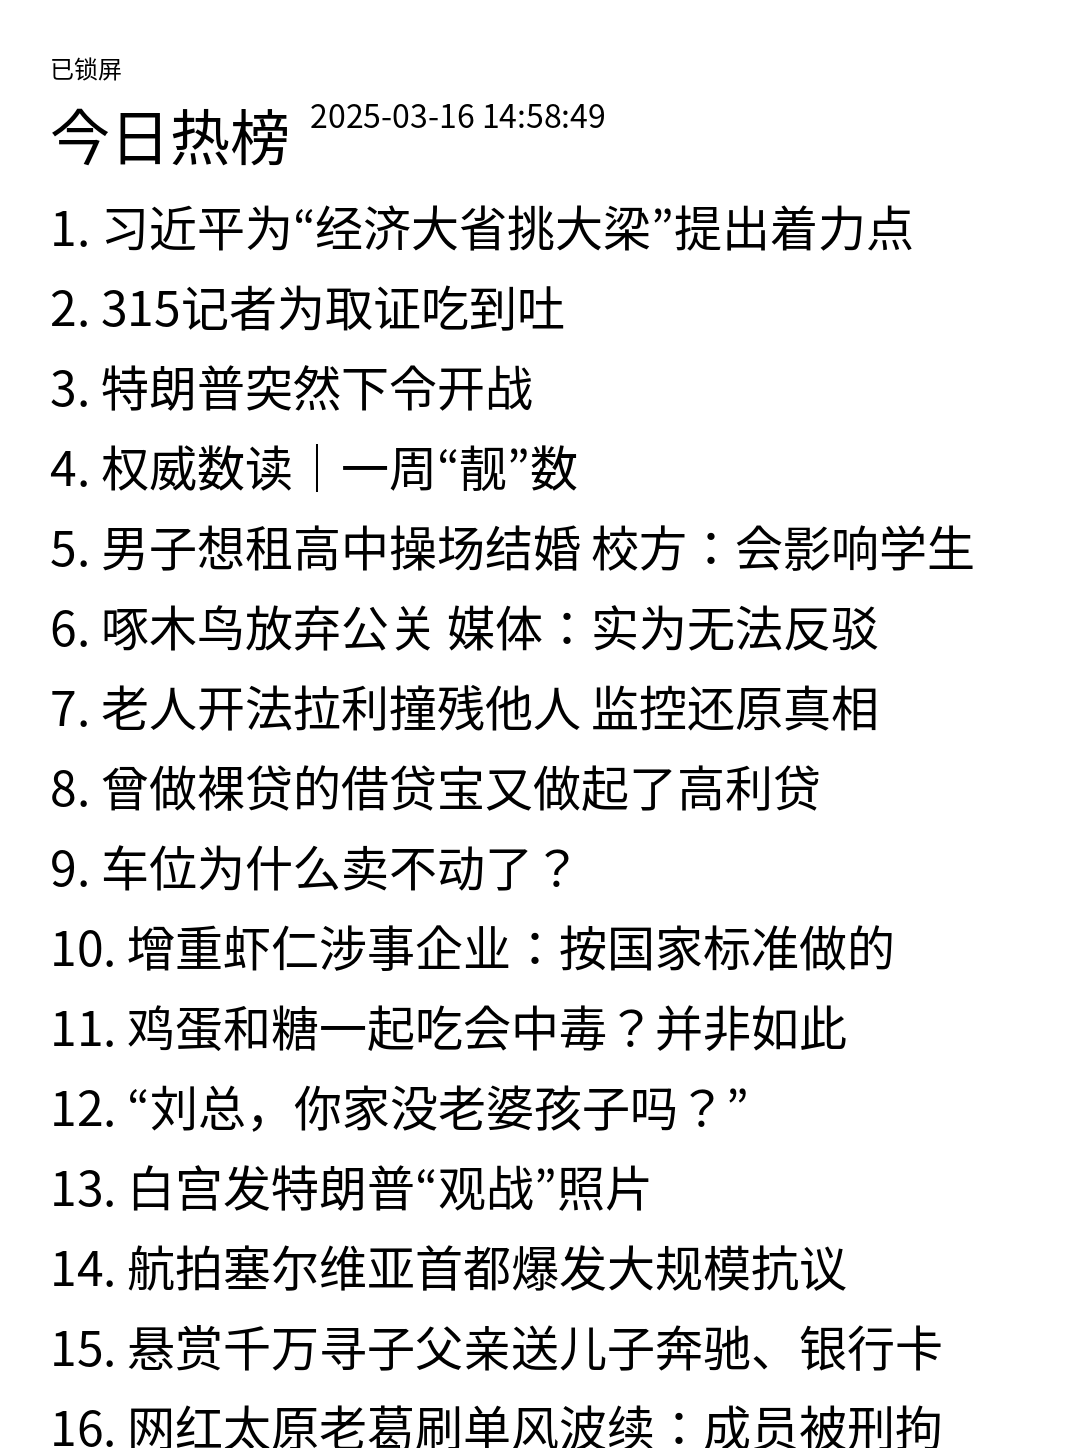 已锁屏
今日热榜 2025-03-16 14:58:49
1. 习近平为“经济大省挑大梁”提出着力点
2. 315记者为取证吃到吐
3. 特朗普突然下令开战
4. 权威数读｜一周“靓”数
5. 男子想租高中操场结婚 校方：会影响学生
6. 啄木鸟放弃公关 媒体：实为无法反驳
7. 老人开法拉利撞残他人 监控还原真相
8. 曾做裸贷的借贷宝又做起了高利贷
9. 车位为什么卖不动了？
10. 增重虾仁涉事企业：按国家标准做的
11. 鸡蛋和糖一起吃会中毒？并非如此
12. “刘总，你家没老婆孩子吗？”
13. 白宫发特朗普“观战”照片
14. 航拍塞尔维亚首都爆发大规模抗议
15. 悬赏千万寻子父亲送儿子奔驰、银行卡
16. 网红太原老葛刷单风波续：成员被刑拘